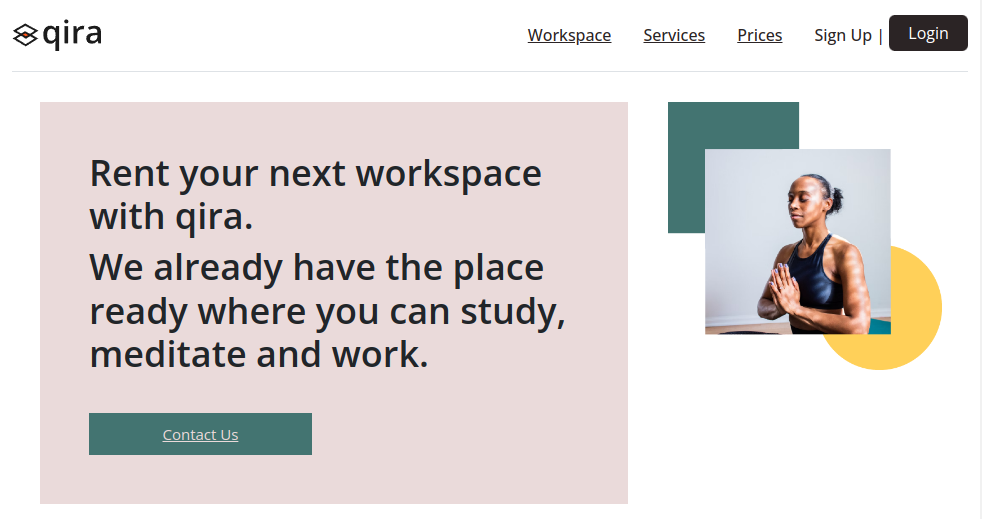 qira
Workspace Services Prices Sign Up | Login
Rent your next workspace
with qira.
We already have the place
ready where you can study,
meditate and work.
Contact Us